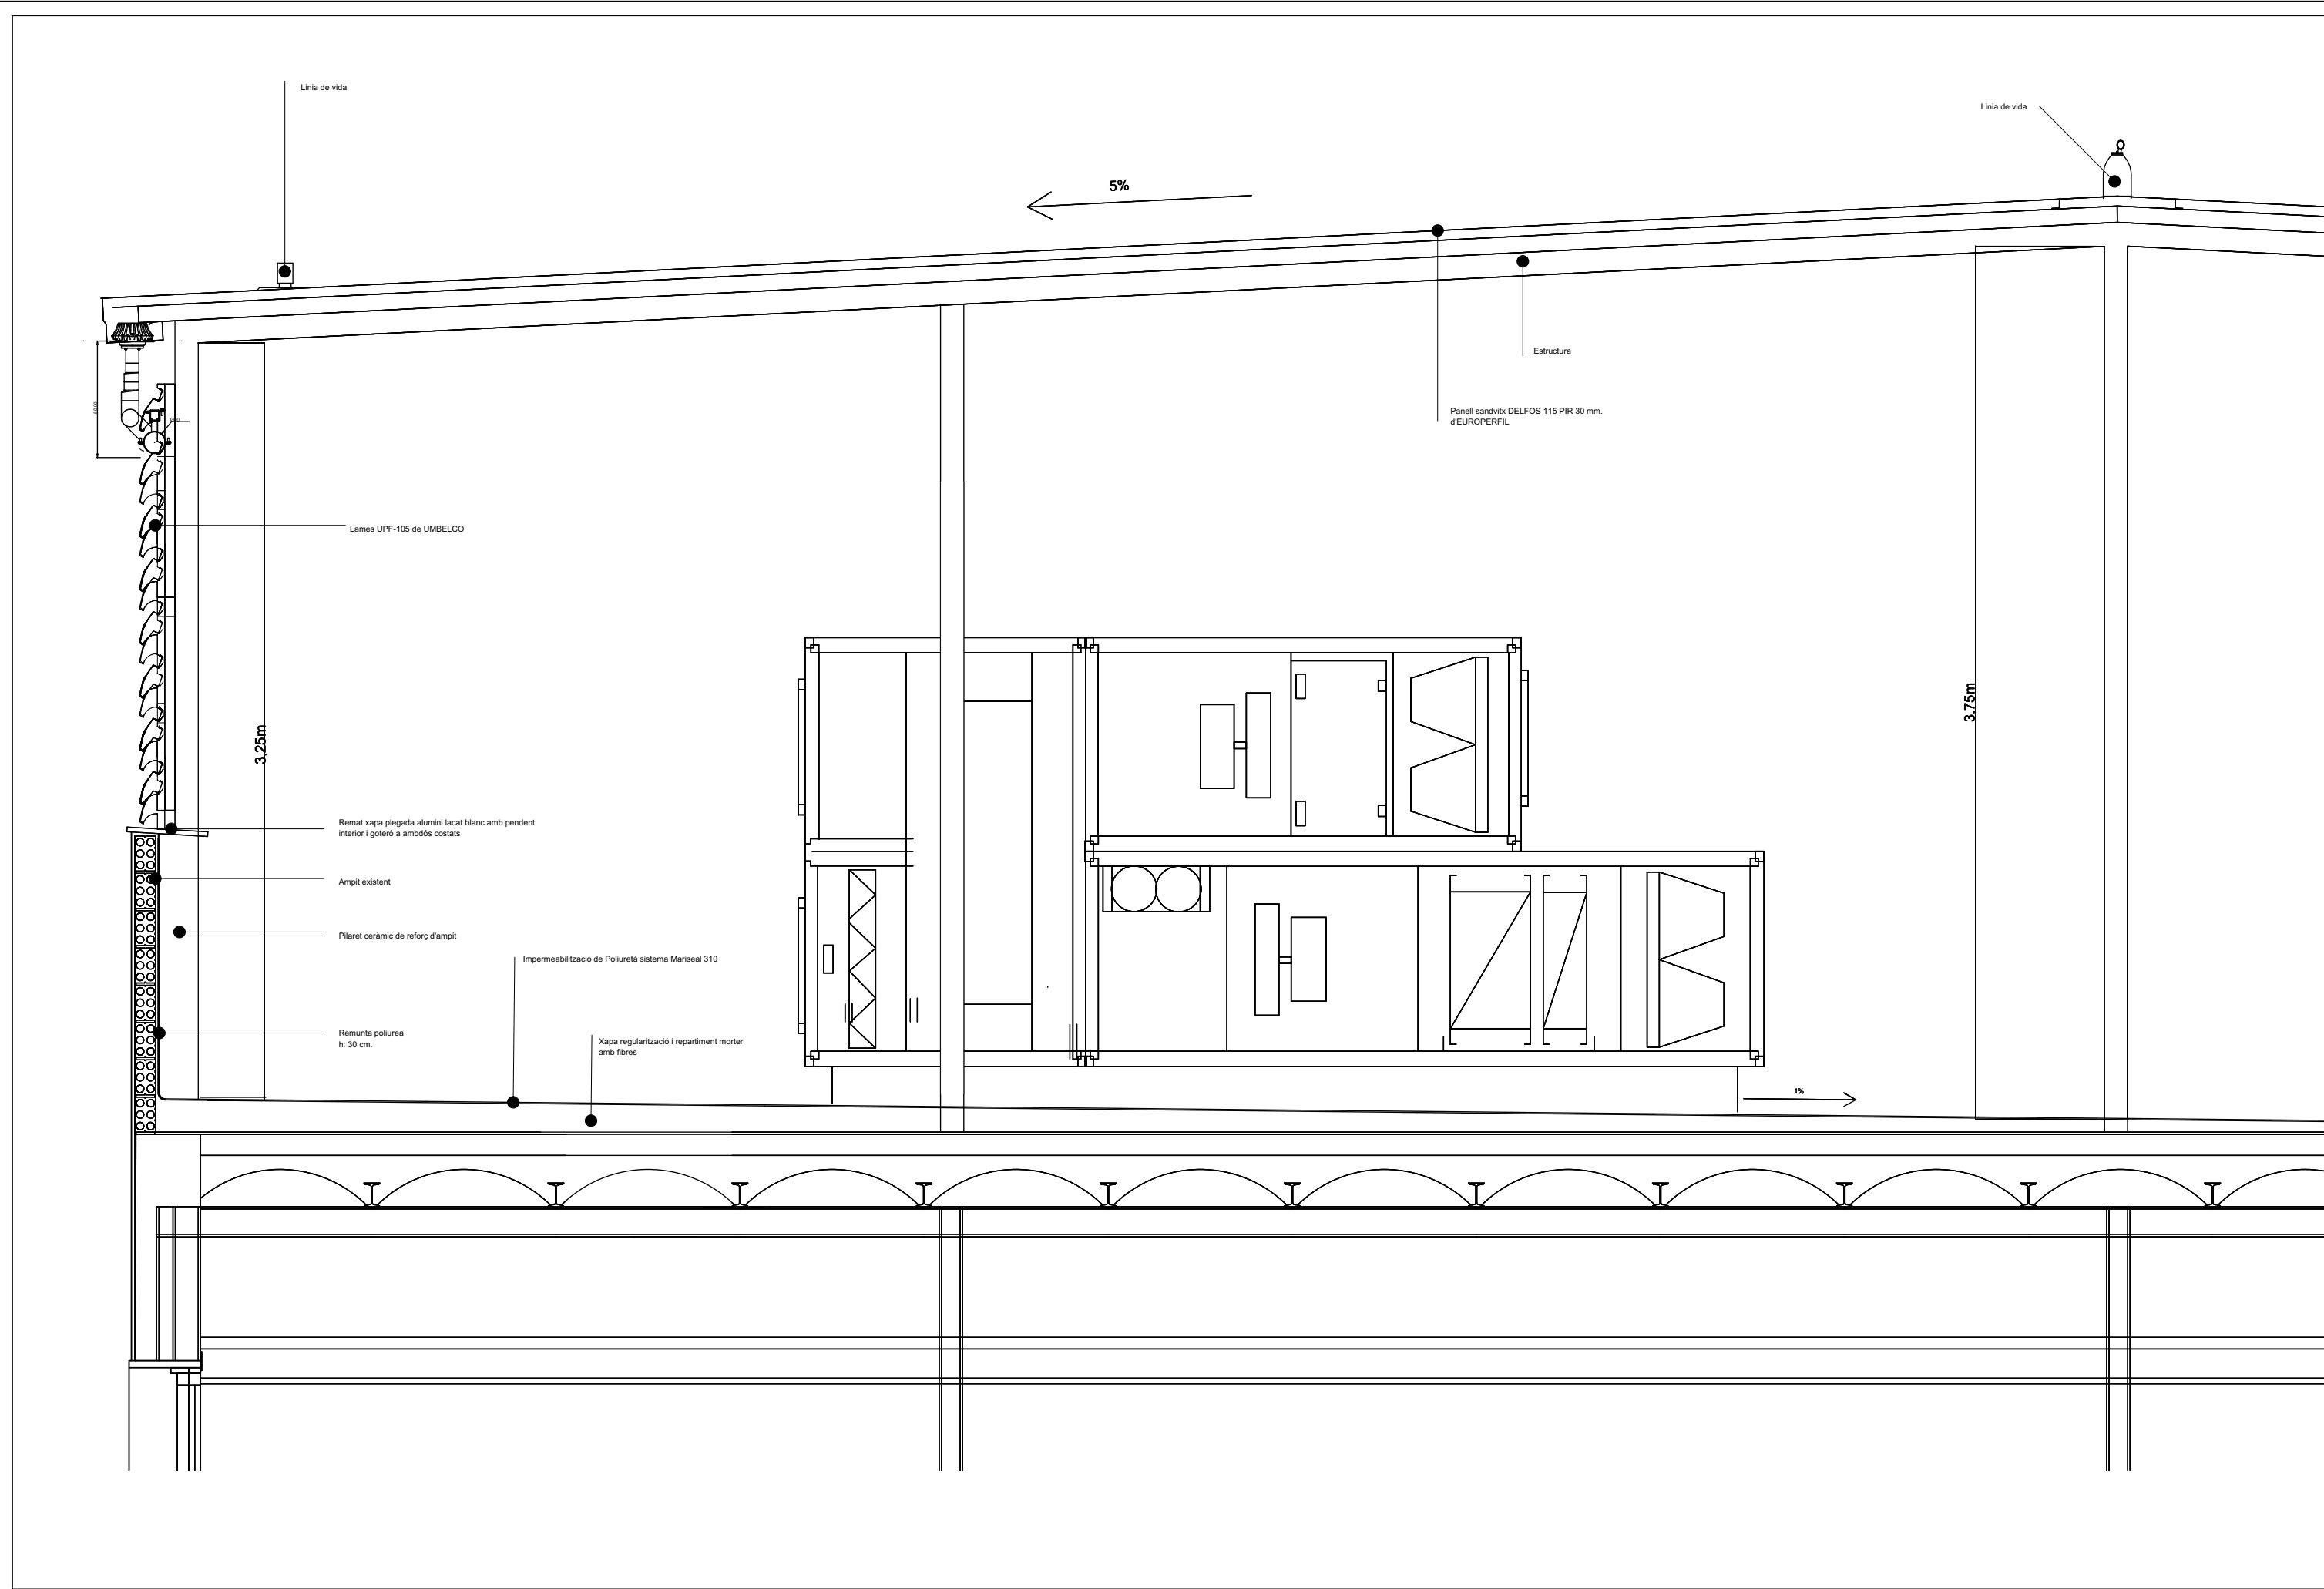 Linia de vida
Linia de vida
5%
Estructura
Panell sandvitx DELFOS 115 PIR 30 mm.
d'EUROPERFIL
Lames UPF-105 de UMBELCO
3,25m
3.75m
Remat xapa plegada alumini lacat blanc amb pendent
interior i goteró a ambdós costats
Ampit existent
Pilaret ceràmic de reforç d'ampit
Impermeabilització de Poliuretà sistema Mariseal 310
Remunta poliurea
h: 30 cm.
Xapa regularització i repartiment morter
amb fibres
1%